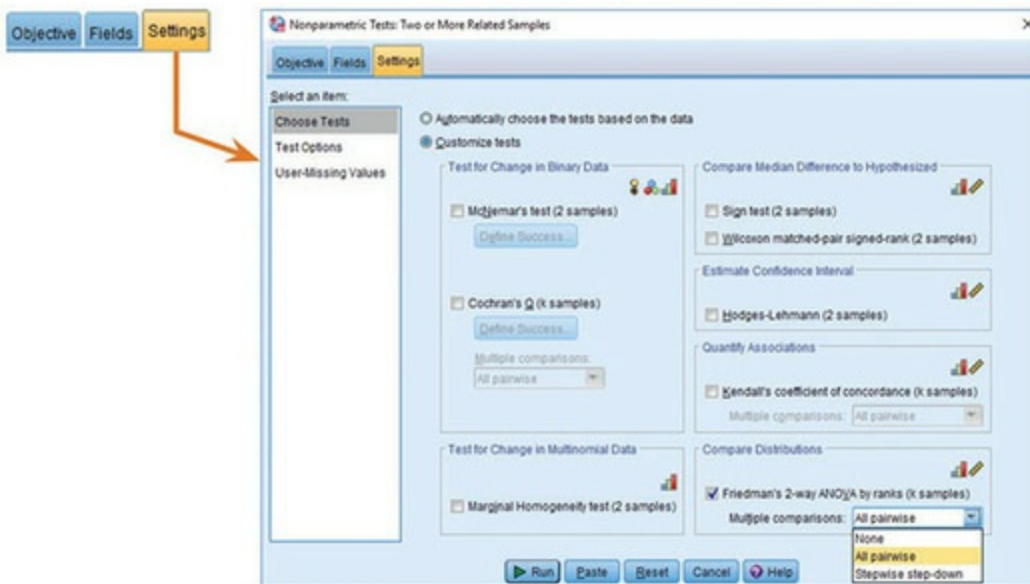 Objective Fields Settings
Nonparametric Tests: Two or More Related Samples
Objective Fields Settings
Select an item:
Choose Tests
Test Options
User-Missing Values
Automatically choose the tests based on the data
Customize tests
Test for Change in Binary Data
McNemar's test (2 samples)
Define Success...
Cochran's Q (k samples)
Define Success...
Multiple comparisons:
All pairwise
Test for Change in Multinomial Data
Marginal Homogeneity test (2 samples)
Compare Median Difference to Hypothesized
Sign test (2 samples)
Wilcoxon matched-pair signed-rank (2 samples)
Estimate Confidence Interval
Hodges-Lehmann (2 samples)
Quantify Associations
Kendall's coefficient of concordance (k samples)
Multiple comparisons: All pairwise
Compare Distributions
Friedman's 2-way ANOVA by ranks (k samples)
Multiple comparisons: All pairwise
None
All pairwise
Stepwise step-down
Run Paste Reset Cancel Help